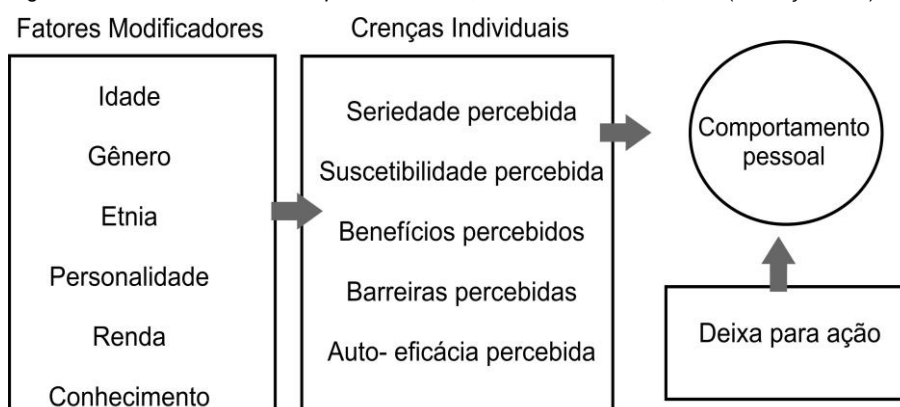 Fatores Modificadores
Idade
Gênero
Etnia
Personalidade
Renda
Conhecimento
Crenças Individuais
Seriedade percebida
Suscetibilidade percebida
Benefícios percebidos
Barreiras percebidas
Auto- eficácia percebida
Comportamento
pessoal
Deixa para ação